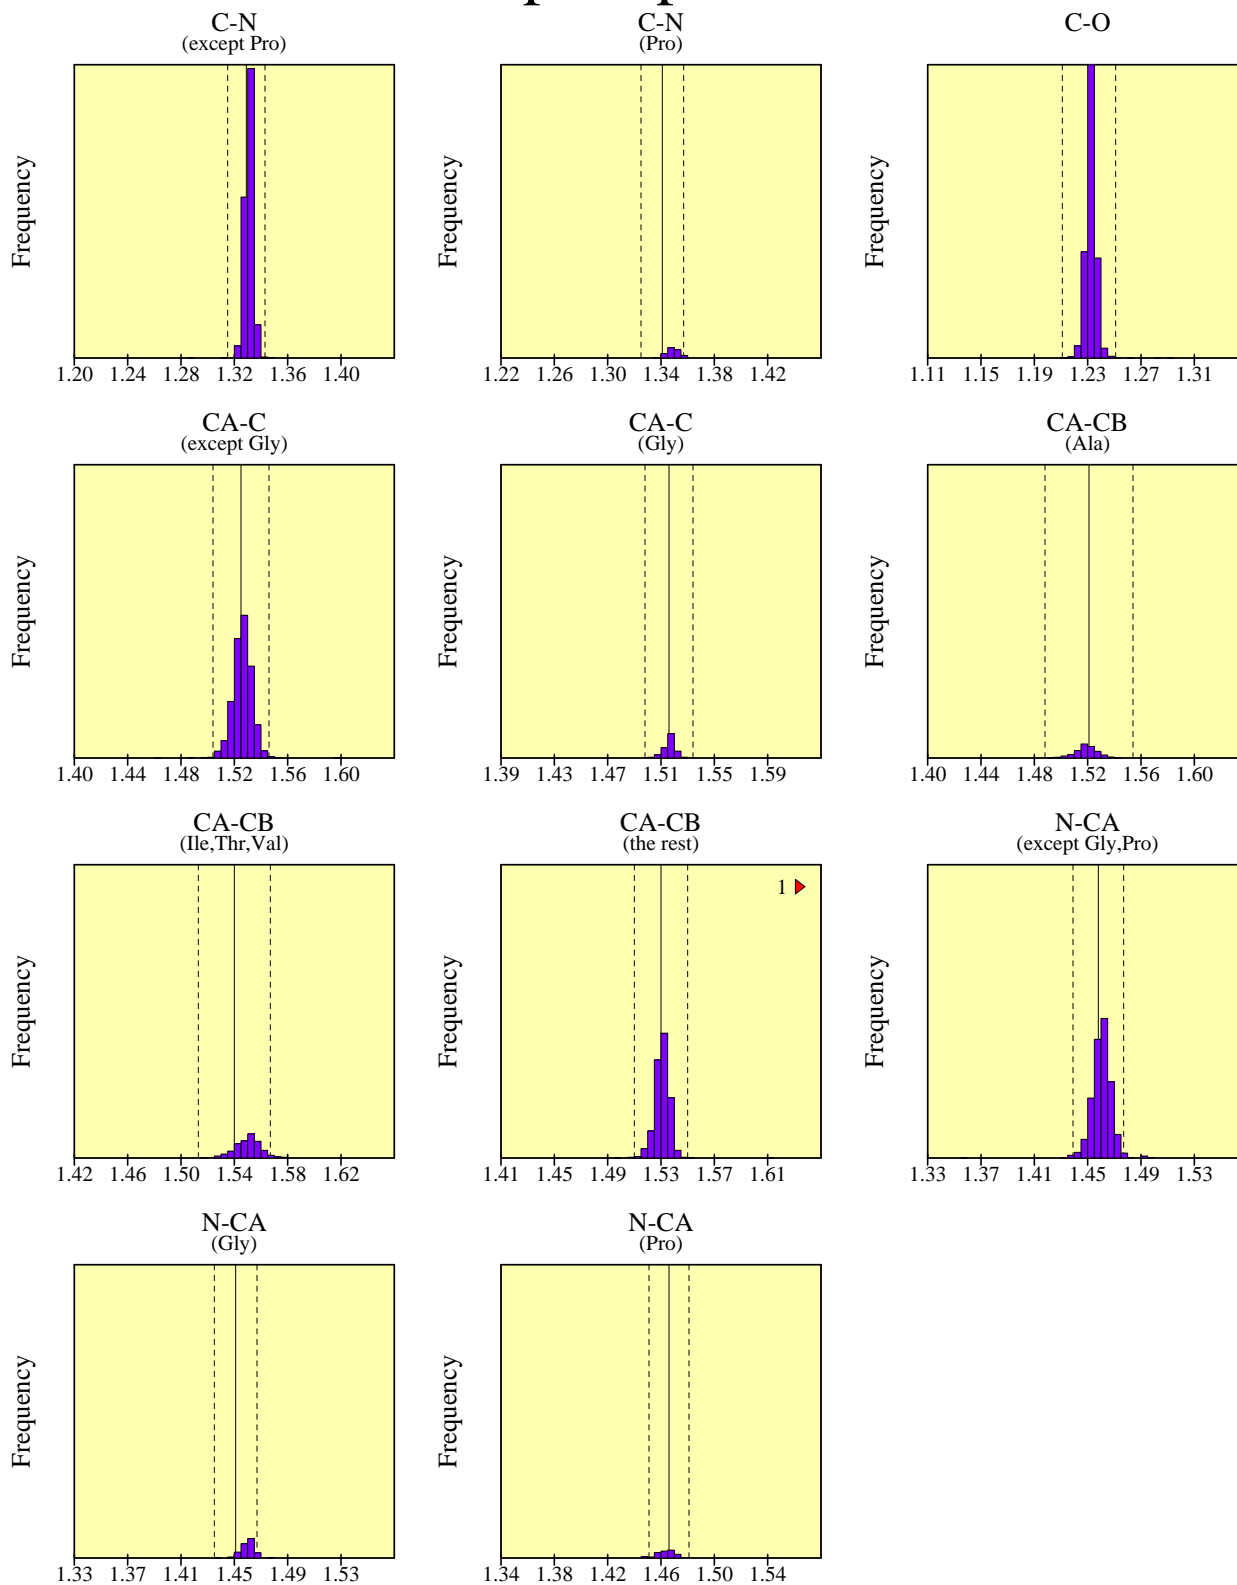 C-N
(except Pro)
Frequency
1.20 1.24 1.28 1.32 1.36 1.40
C-N
(Pro)
Frequency
1.22 1.26 1.30 1.34 1.38 1.42
C-O
Frequency
1.11 1.15 1.19 1.23 1.27 1.31
CA-C
(except Gly)
Frequency
1.40 1.44 1.48 1.52 1.56 1.60
CA-C
(Gly)
Frequency
1.39 1.43 1.47 1.51 1.55 1.59
CA-CB
(Ala)
Frequency
1.40 1.44 1.48 1.52 1.56 1.60
CA-CB
(Ile,Thr,Val)
Frequency
1.42 1.46 1.50 1.54 1.58 1.62
CA-CB
(the rest)
1
Frequency
1.41 1.45 1.49 1.53 1.57 1.61
N-CA
(except Gly,Pro)
Frequency
1.33 1.37 1.41 1.45 1.49 1.53
N-CA
(Gly)
Frequency
1.33 1.37 1.41 1.45 1.49 1.53
N-CA
(Pro)
Frequency
1.34 1.38 1.42 1.46 1.50 1.54